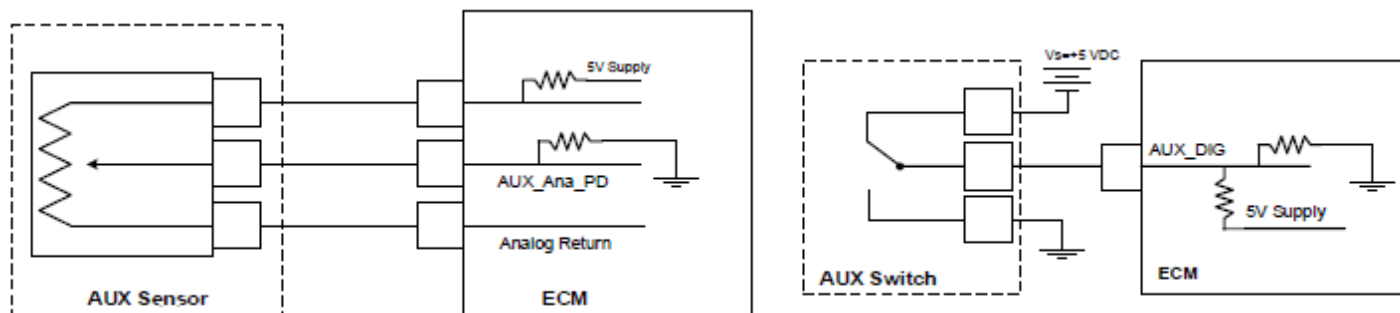 5V Supply
AUX_Ana_PD
Analog Return
AUX Sensor
ECM
Vs=+5 VDC
AUX_DIG
5V Supply
AUX Switch
ECM